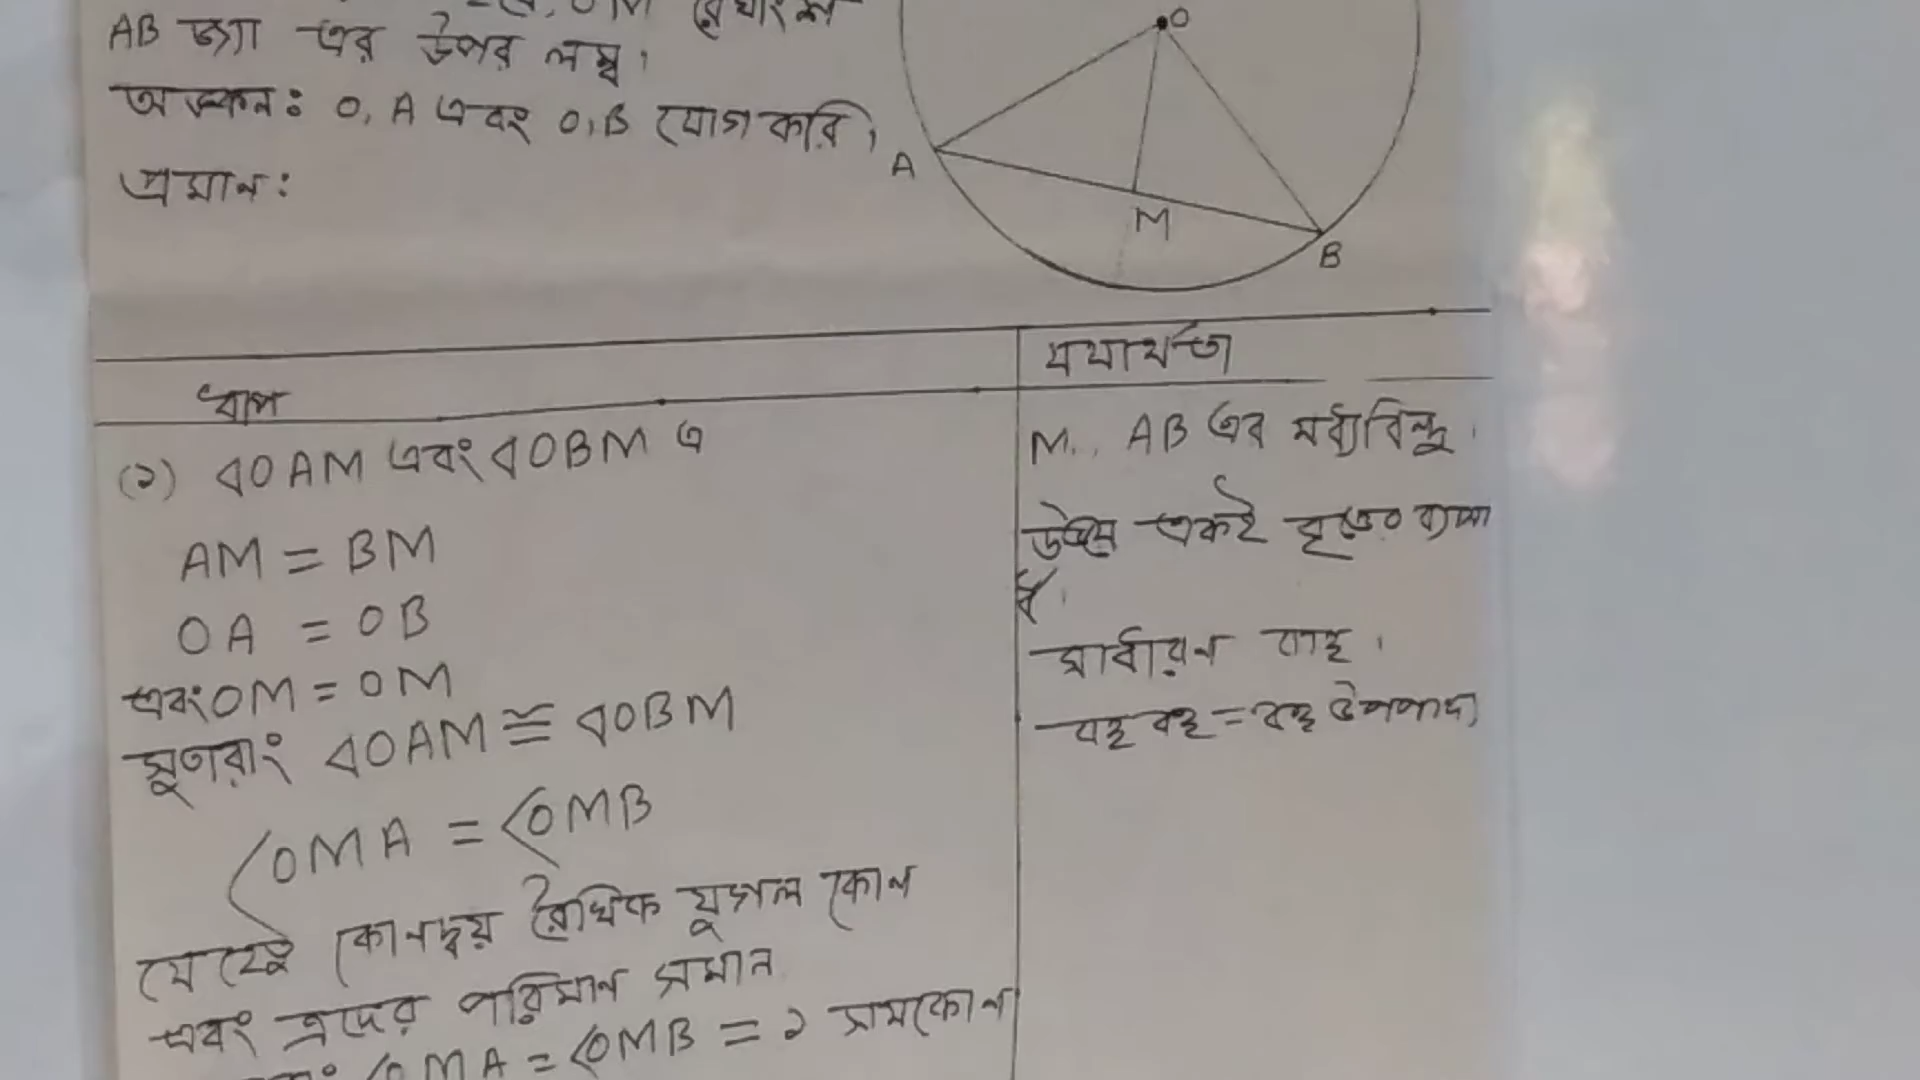 OM রেখাংশ
AB জ্যা এর উপর লম্ব।
অঙ্কন: O, A এবং O, B যোগ করি।
প্রমান:
O
A
M
B
ধাপ
যথার্থতা
(১) ◁OAM এবং ◁OBM এ
AM = BM
OA = OB
এবং OM = OM
সুতরাং ◁OAM ≅ ◁OBM
<OMA = <OMB
যেহেতু কোনদ্বয় রৈখিক যুগল কোন
এবং এদের পরিমান সমান
<OMA = <OMB = ১ সমকোন
M, AB এর মধ্যবিন্দু।
উভয় একই বৃত্তের ব্যাসা
র্ধ।
সাধারণ বাহু।
বাহু বাহু = বাহু উপপাদ্য